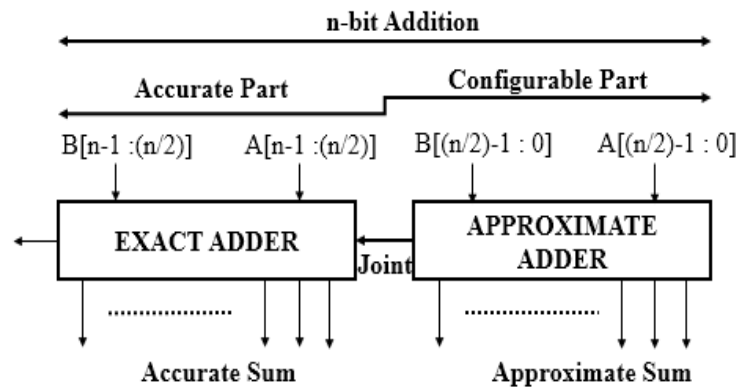 n-bit Addition
Accurate Part
Configurable Part
B[n-1 :(n/2)]
A[n-1 :(n/2)]
B[(n/2)-1 : 0]
A[(n/2)-1 : 0]
EXACT ADDER
Joint
APPROXIMATE
ADDER
Accurate Sum
Approximate Sum